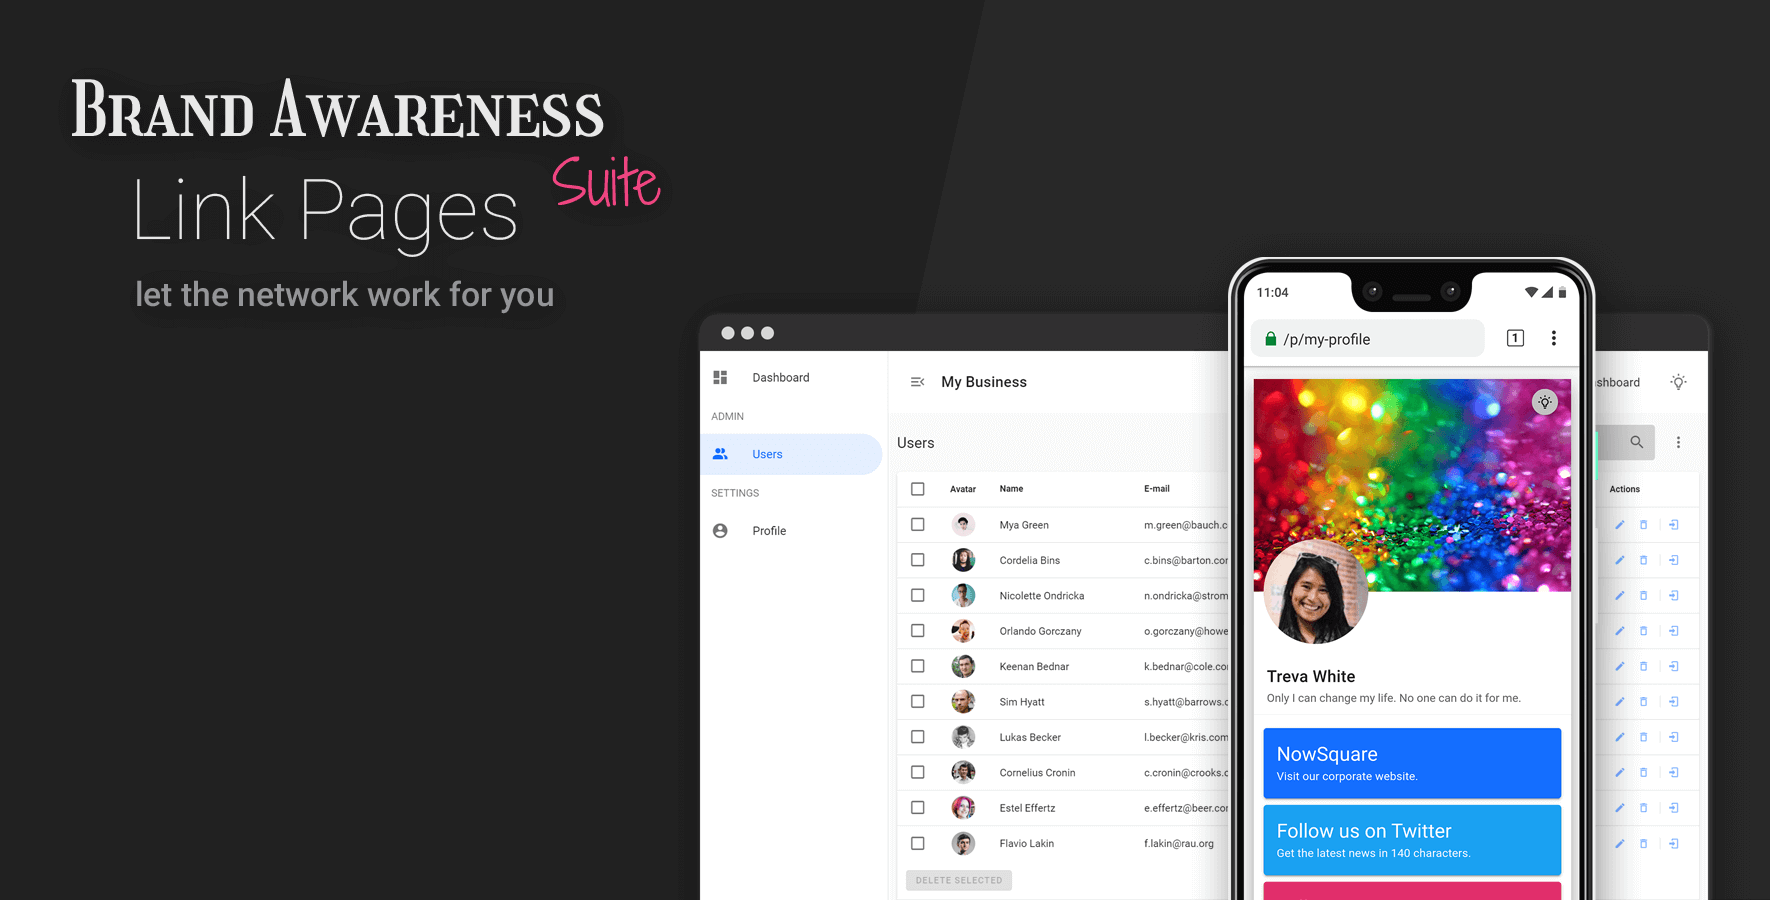 Brand Awareness
Suite
Link Pages
let the network work for you
Dashboard
ADMIN
Users
SETTINGS
Profile
My Business
Users
Avatar Name E-mail Actions
Mya Green m.green@bauch.c
Cordelia Bins c.bins@barton.cor
Nicolette Ondricka n.ondricka@strom
Orlando Gorczany o.gorczany@howe
Keenan Bednar k.bednar@cole.co
Sim Hyatt s.hyatt@barrows.c
Lukas Becker l.becker@kris.com
Cornelius Cronin c.cronin@crooks.c
Estel Effertz e.effertz@beer.cor
Flavio Lakin f.lakin@rau.org
DELETE SELECTED
shboard
11:04
/p/my-profile
1
Treva White
Only I can change my life. No one can do it for me.
NowSquare
Visit our corporate website.
Follow us on Twitter
Get the latest news in 140 characters.